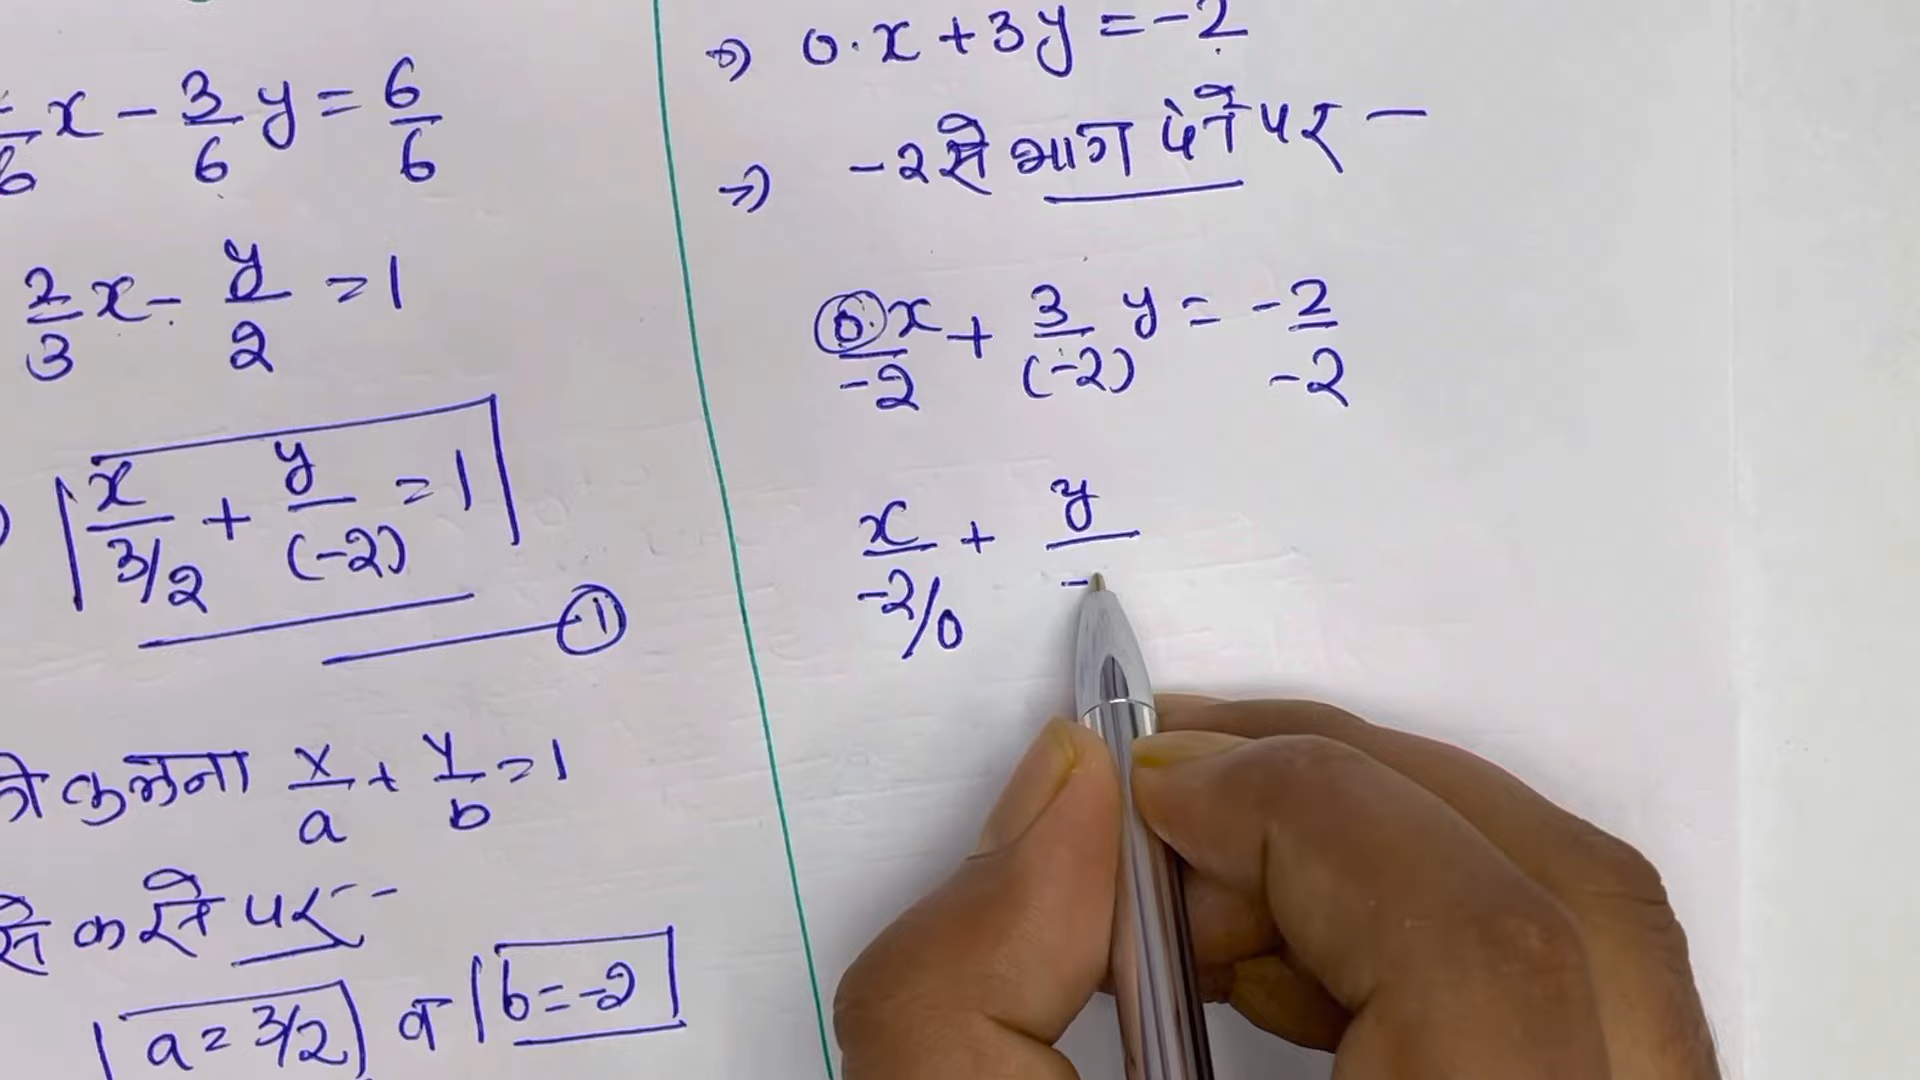 /6 x - 3/6 y = 6/6
2/3 x - y/2 = 1
x/3/2 + y/(-2) = 1
1
तुलना x/a + y/b = 1
से करने पर --
a = 3/2 व b = -2
=> 0.x + 3y = -2
=> -2 से भाग देने पर -
0.x/-2 + 3/(-2) y = -2/-2
x/-2/0 + y/-